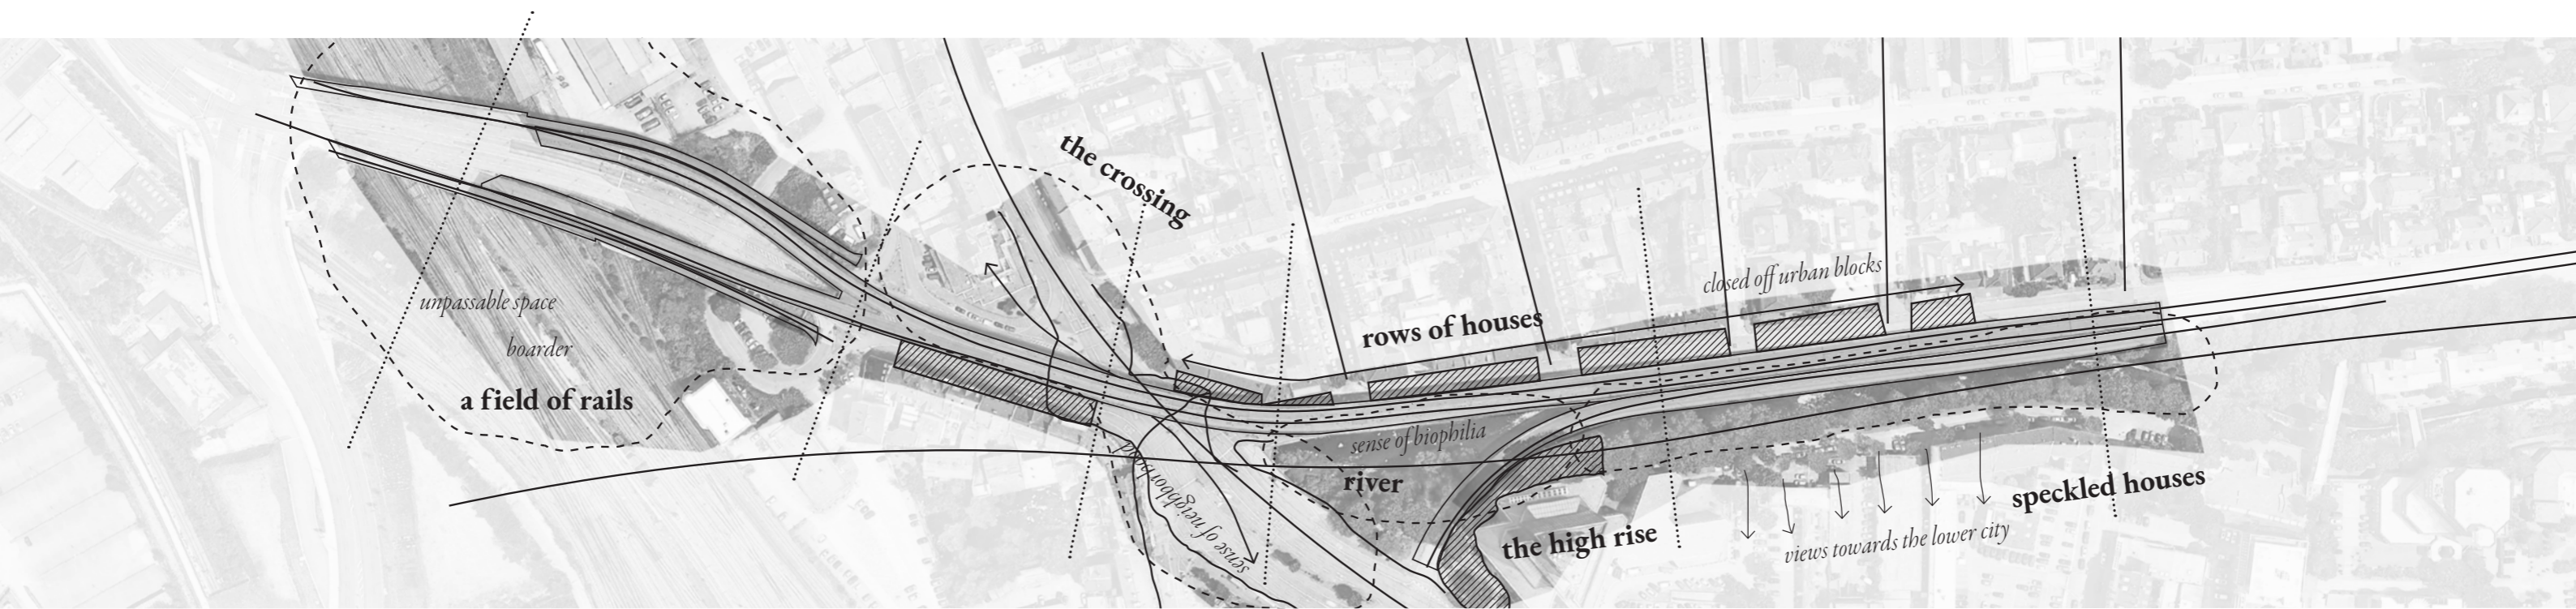 the crossing
closed off urban blocks
unpassable space
rows of houses
boarder
a field of rails
sense of biophilia
river
sense of neighborhood
speckled houses
the high rise
views towards the lower city